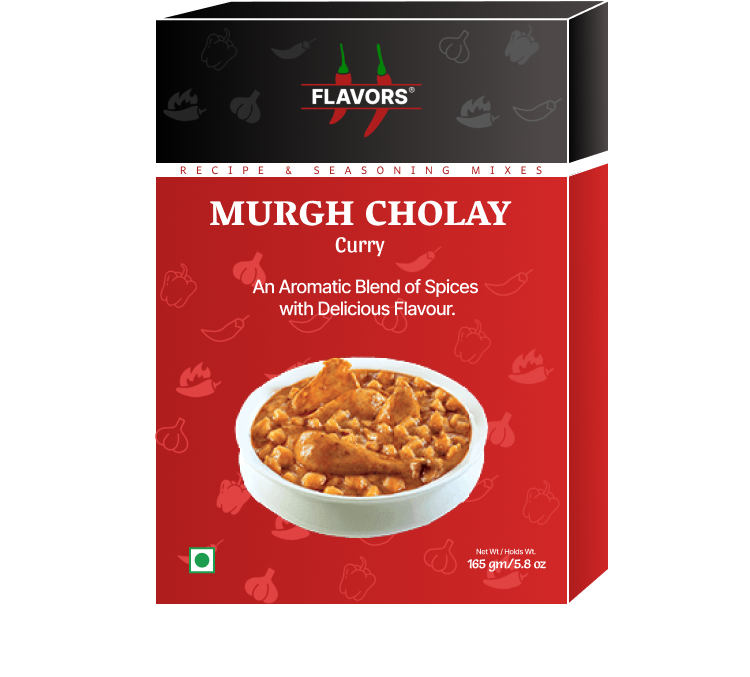 FLAVORS®
RECIPE & SEASONING MIXES
MURGH CHOLAY
Curry
An Aromatic Blend of Spices
with Delicious Flavour.
Net Wt / Holds Wt.
165 gm/5.8 oz